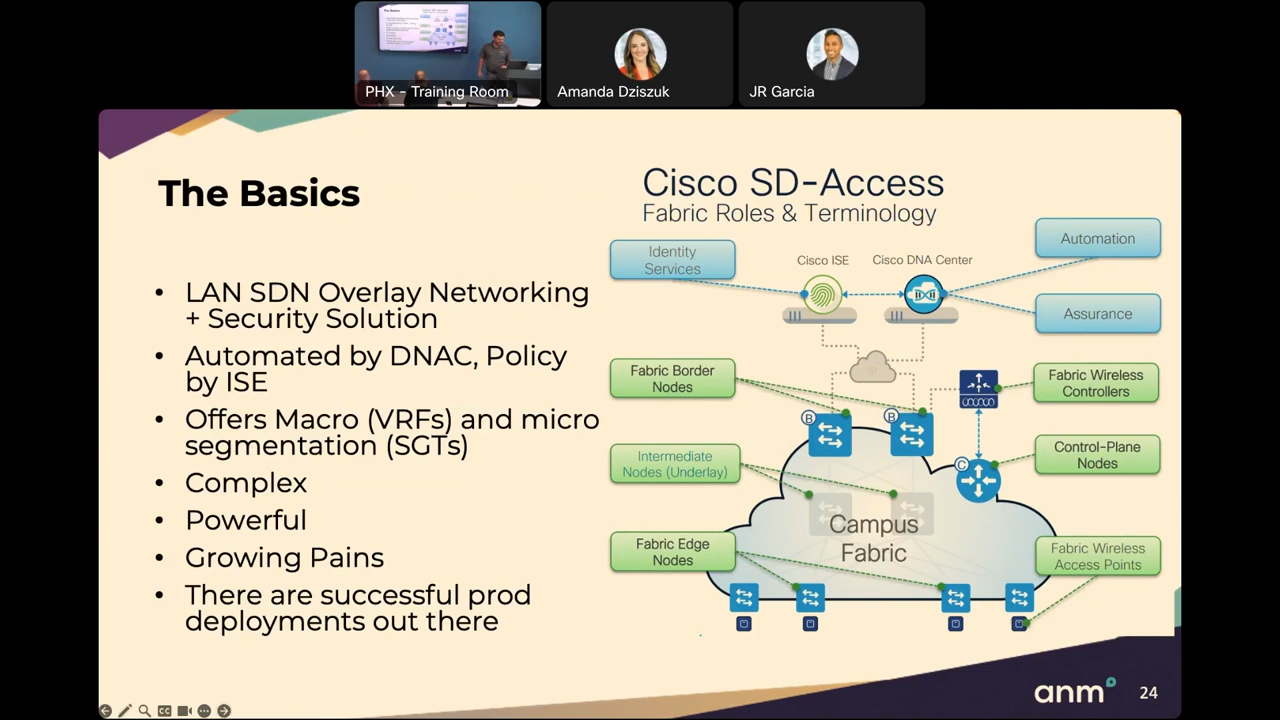 PHX - Training Room
Amanda Dziszuk
JR Garcia
The Basics
• LAN SDN Overlay Networking
+ Security Solution
• Automated by DNAC, Policy
by ISE
• Offers Macro (VRFs) and micro
segmentation (SGTs)
• Complex
• Powerful
• Growing Pains
• There are successful prod
deployments out there
Cisco SD-Access
Fabric Roles & Terminology
Identity
Services
Cisco ISE
Cisco DNA Center
Automation
Assurance
IP
Fabric Border
Nodes
Fabric Wireless
Controllers
B
B
Intermediate
Nodes (Underlay)
Control-Plane
Nodes
C
Campus
Fabric
Fabric Edge
Nodes
Fabric Wireless
Access Points
anm
24
CC